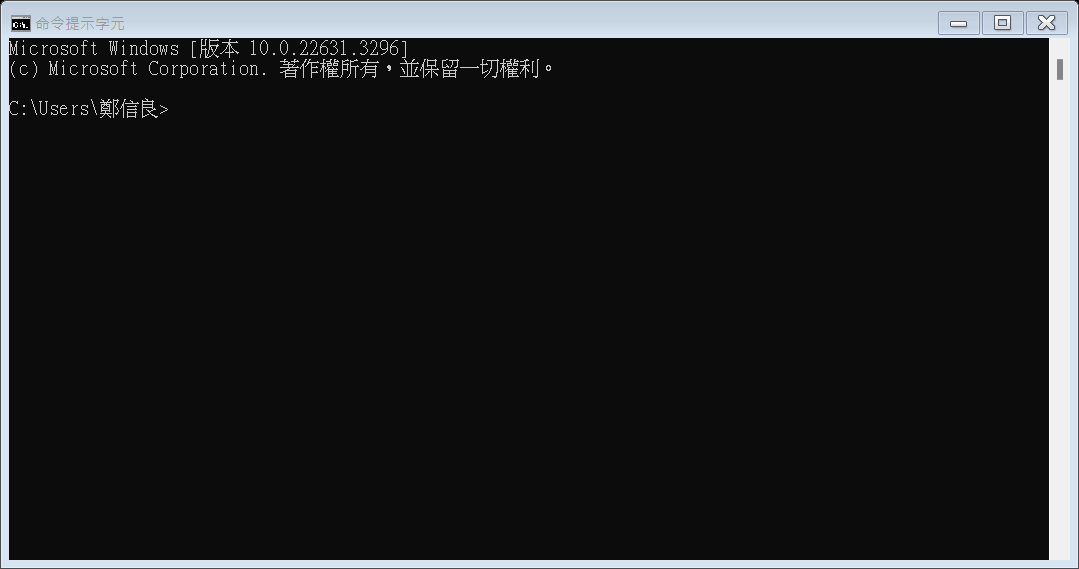 命令提示字元
Microsoft Windows [版本 10.0.22631.3296]
(c) Microsoft Corporation. 著作權所有，並保留一切權利。
C:\Users\鄭信良>